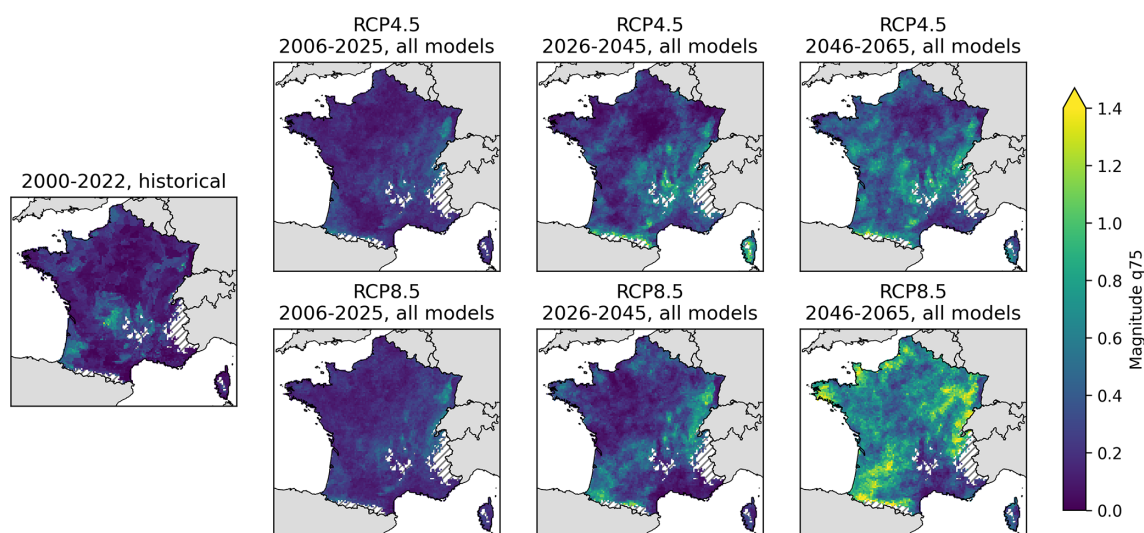 RCP4.5
2006-2025, all models
RCP4.5
2026-2045, all models
RCP4.5
2046-2065, all models
2000-2022, historical
RCP8.5
2006-2025, all models
RCP8.5
2026-2045, all models
RCP8.5
2046-2065, all models
1.4
1.2
1.0
0.8
0.6
0.4
0.2
0.0
Magnitude q75